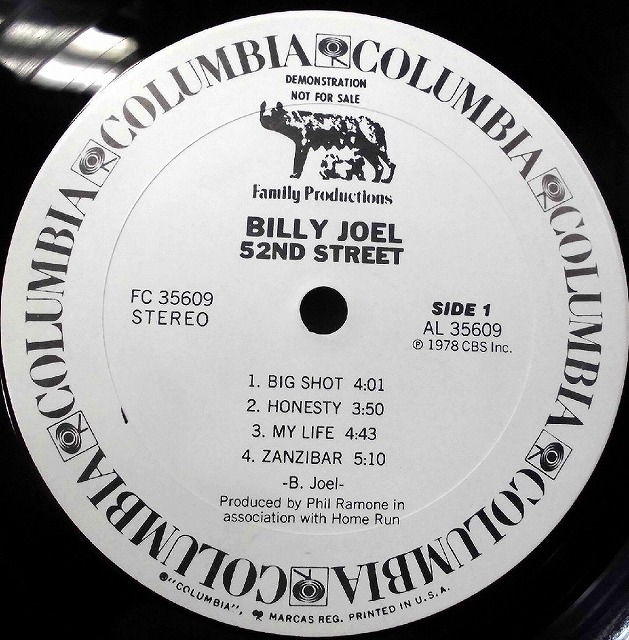 COLUMBIA COLUMBIA COLUMBIA COLUMBIA COLUMBIA COLUMBIA COLUMBIA
DEMONSTRATION
NOT FOR SALE
Family Productions
BILLY JOEL
52ND STREET
FC 35609
STEREO
SIDE 1
AL 35609
℗ 1978 CBS Inc.
1. BIG SHOT 4:01
2. HONESTY 3:50
3. MY LIFE 4:43
4. ZANZIBAR 5:10
-B. Joel-
Produced by Phil Ramone in
association with Home Run
® "COLUMBIA", MARCAS REG. PRINTED IN U.S.A.